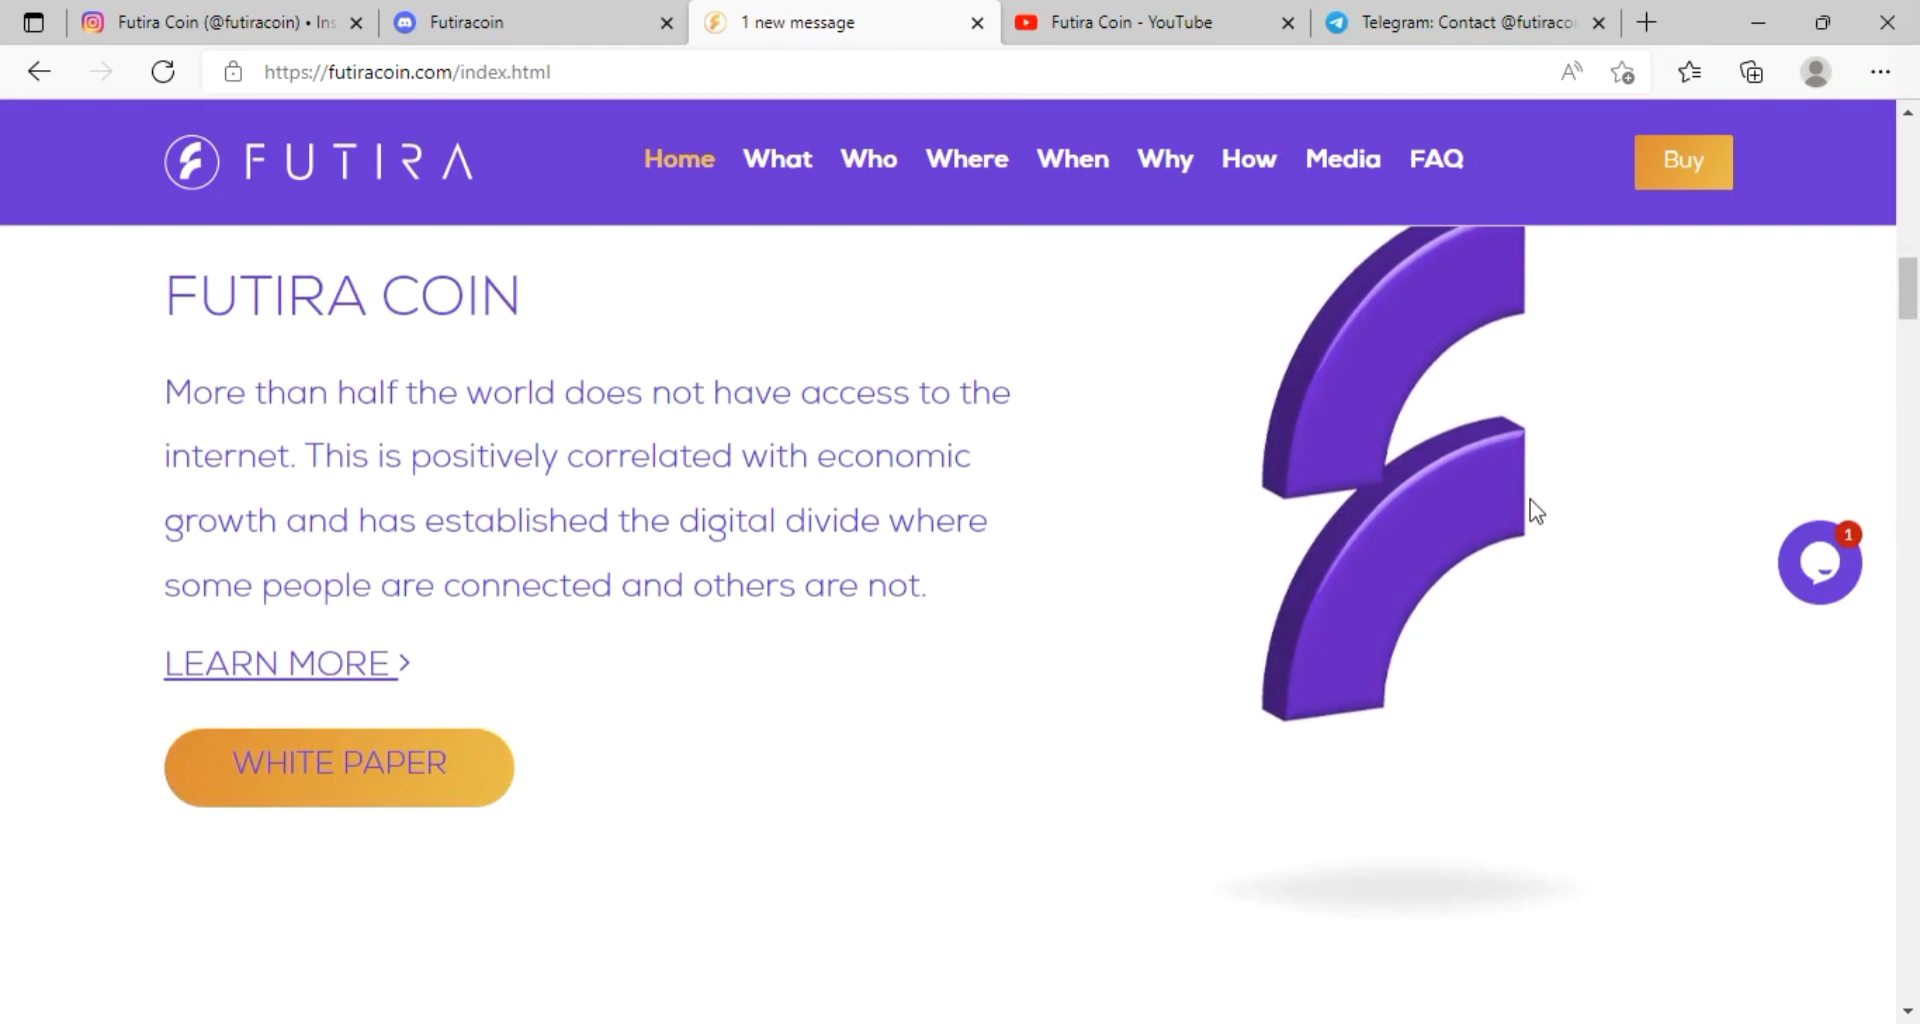 Futira Coin (@futiracoin) • Ins
Futiracoin
1 new message
Futira Coin - YouTube
Telegram: Contact @futiracoi
https://futiracoin.com/index.html
FUTIRA
Home What Who Where When Why How Media FAQ
Buy
FUTIRA COIN
More than half the world does not have access to the
internet. This is positively correlated with economic
growth and has established the digital divide where
some people are connected and others are not.
LEARN MORE >
WHITE PAPER
1